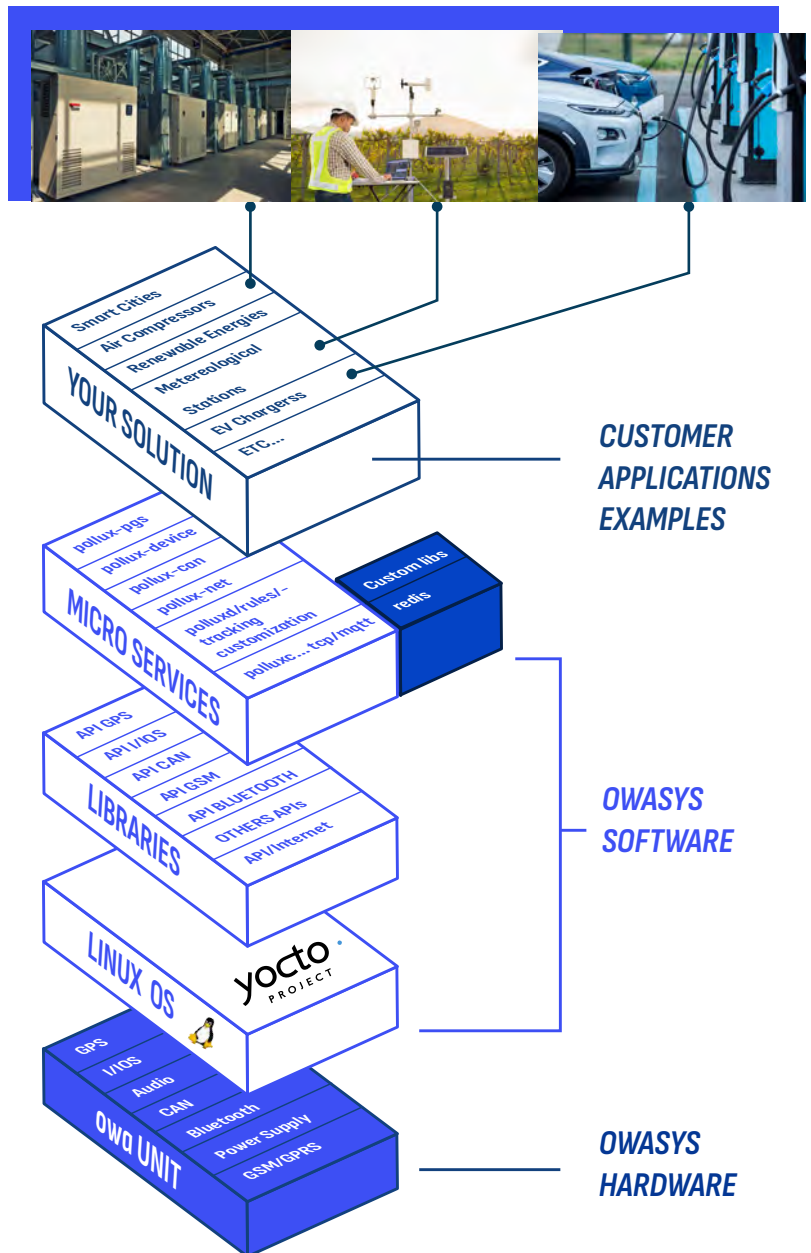 Smart Cities
Air Compressors
Renewable Energies
Metereological
Stations
EV Chargerss
ETC...
YOUR SOLUTION
CUSTOMER
APPLICATIONS
EXAMPLES
pollux-pgs
pollux-device
pollux-can
pollux-net
polluxd/rules/-
tracking
customization
polluxc... tcp/mqtt
MICRO SERVICES
Custom libs
redis
API GPS
API I/IOS
API CAN
API GSM
API BLUETOOTH
OTHERS APIs
API/Internet
LIBRARIES
OWASYS
SOFTWARE
yocto
PROJECT
LINUX OS
GPS
I/IOS
Audio
CAN
Bluetooth
Power Supply
GSM/GPRS
owa UNIT
OWASYS
HARDWARE